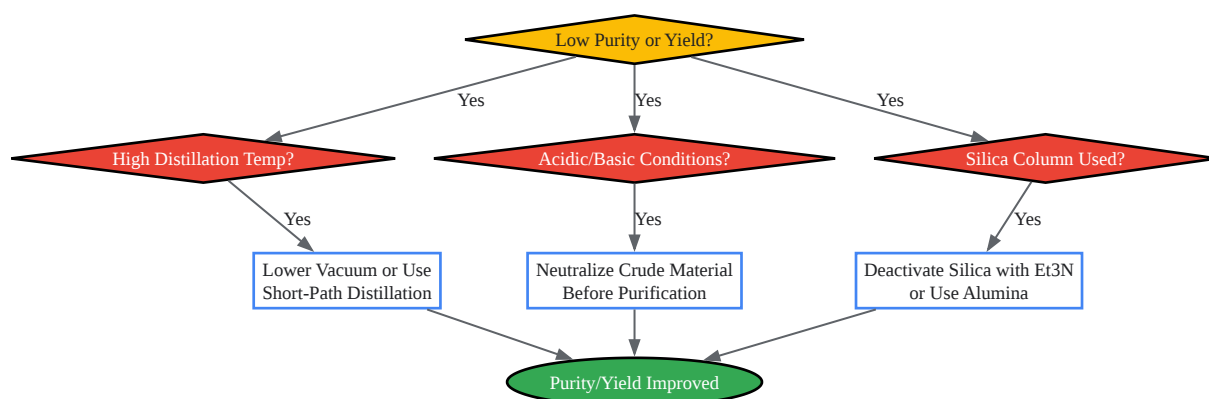 Low Purity or Yield?
Yes
Yes
Yes
High Distillation Temp?
Acidic/Basic Conditions?
Silica Column Used?
Yes
Yes
Yes
Lower Vacuum or Use
Short-Path Distillation
Neutralize Crude Material
Before Purification
Deactivate Silica with Et3N
or Use Alumina
Purity/Yield Improved